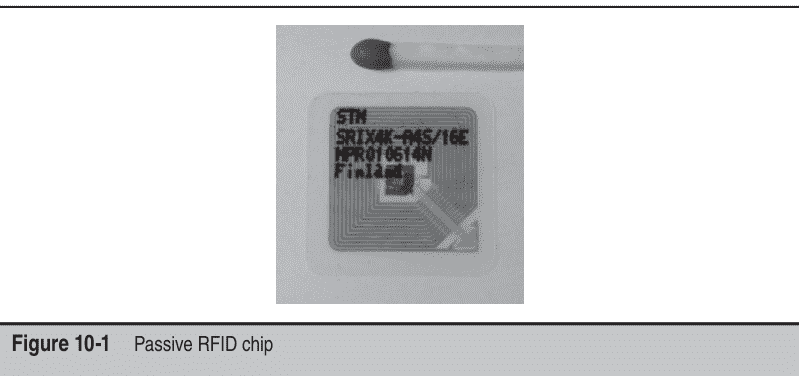 STM
SRIX4K-A4S/16E
MPR010614N
Finland
Figure 10-1 Passive RFID chip